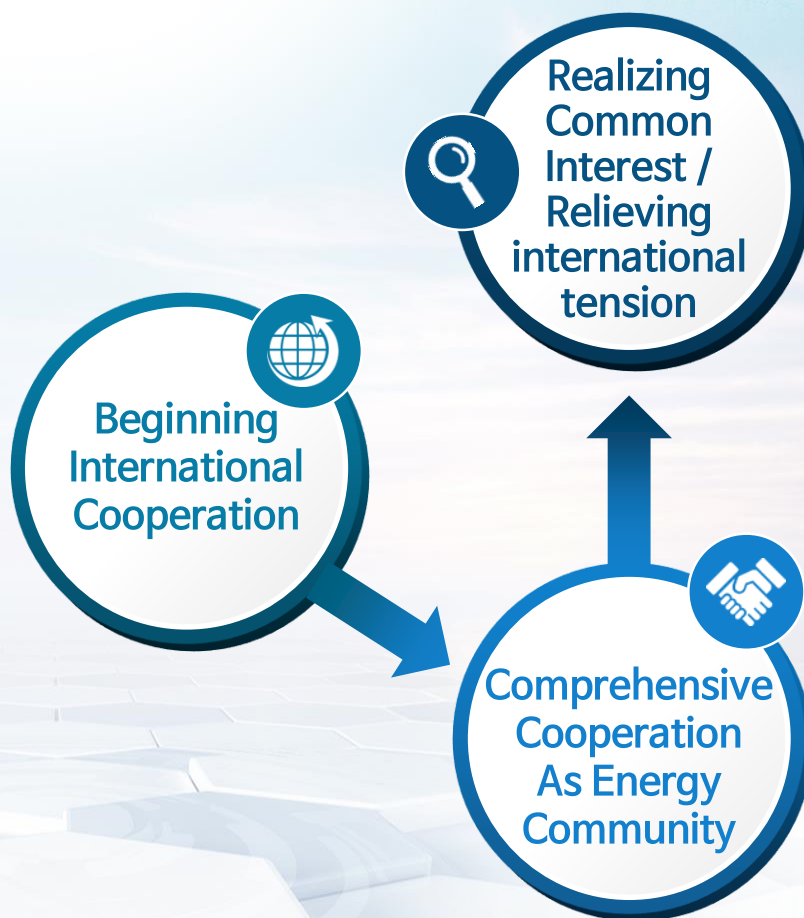 Realizing
Common
Interest /
Relieving
international
tension
Beginning
International
Cooperation
Comprehensive
Cooperation
As Energy
Community